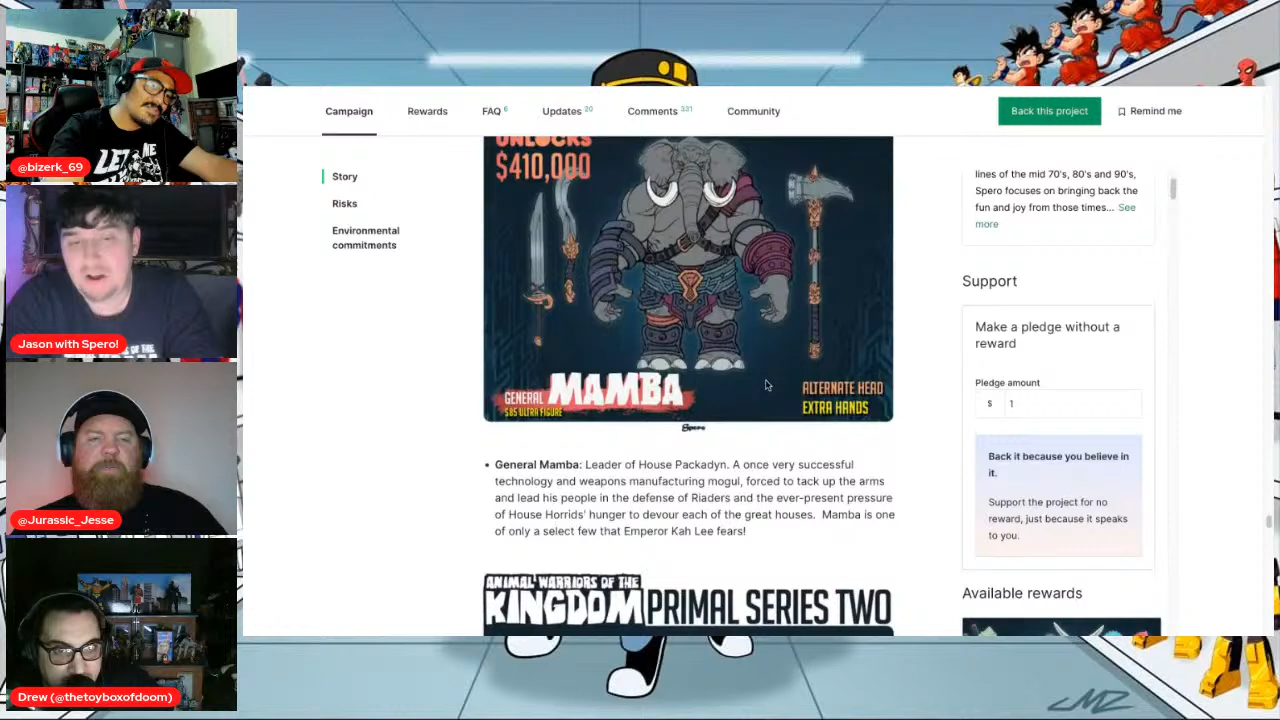 @bizerk_69
Jason with Spero!
@Jurassic_Jesse
Drew (@thetoyboxofdoom)
Campaign
Rewards
FAQ 6
Updates 20
Comments 331
Community
Back this project
Remind me
Story
Risks
Environmental
commitments
UNLOCKS
$410,000
GENERAL MAMBA
$85 ULTRA FIGURE
ALTERNATE HEAD
EXTRA HANDS
Spero
• General Mamba: Leader of House Packadyn. A once very successful
technology and weapons manufacturing mogul, forced to tack up the arms
and lead his people in the defense of Riaders and the ever-present pressure
of House Horrids' hunger to devour each of the great houses. Mamba is one
of only a select few that Emperor Kah Lee fears!
ANIMAL WARRIORS OF THE
KINGDOM PRIMAL SERIES TWO
lines of the mid 70's, 80's and 90's,
Spero focuses on bringing back the
fun and joy from those times... See
more
Support
Make a pledge without a
reward
Pledge amount
$ 1
Back it because you believe in
it.
Support the project for no
reward, just because it speaks
to you.
Available rewards